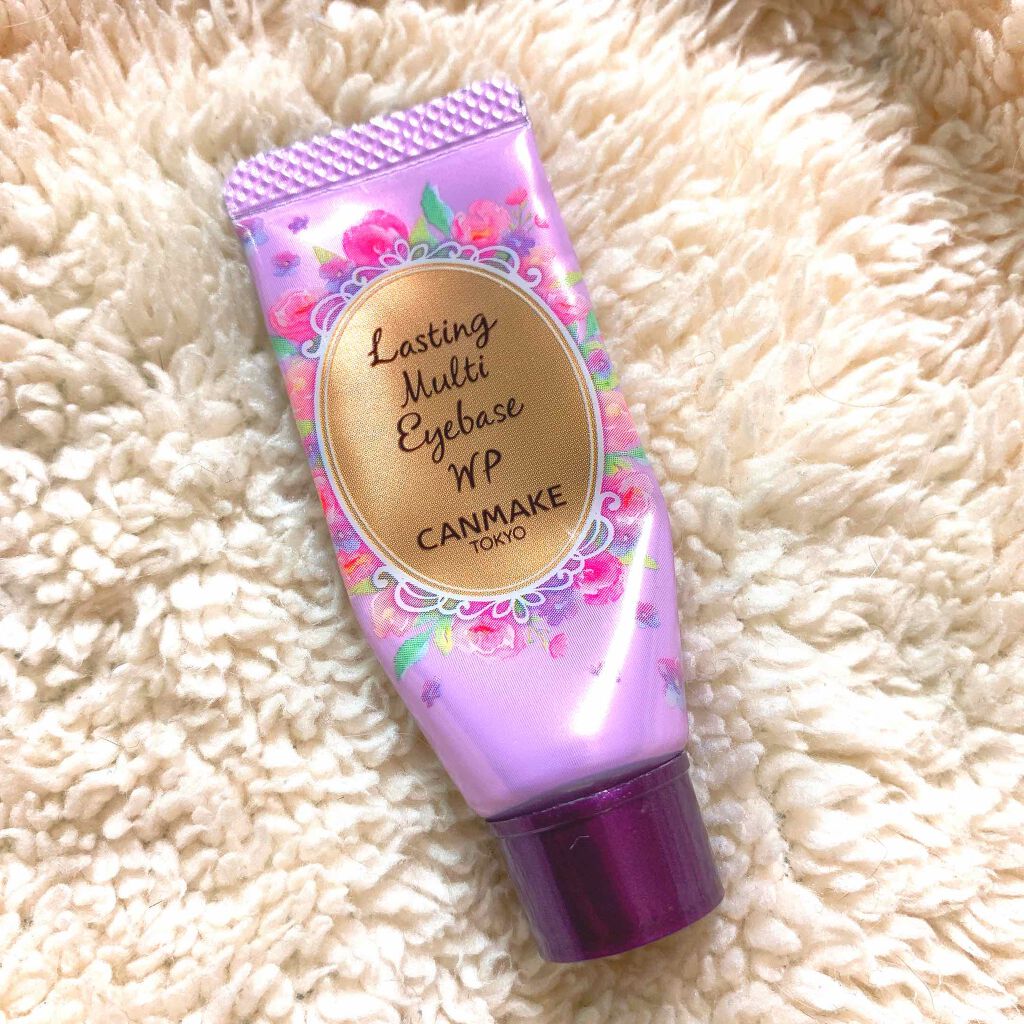 Lasting
Multi
Eyebase
WP
CANMAKE
TOKYO